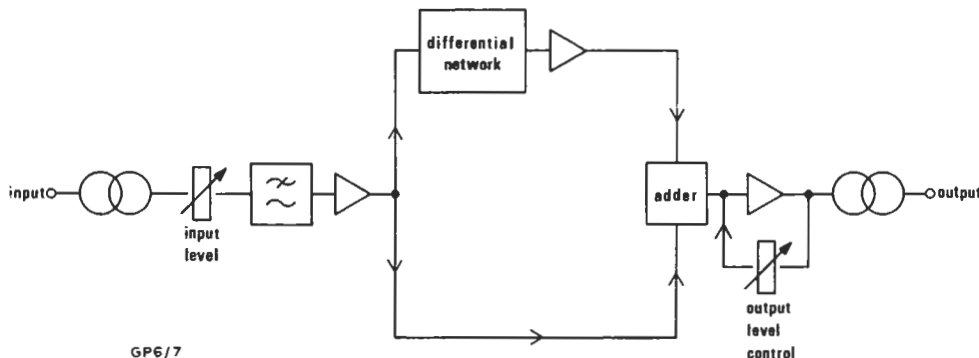 differential
network
input
adder
output
input
level
output
level
control
GP6/7